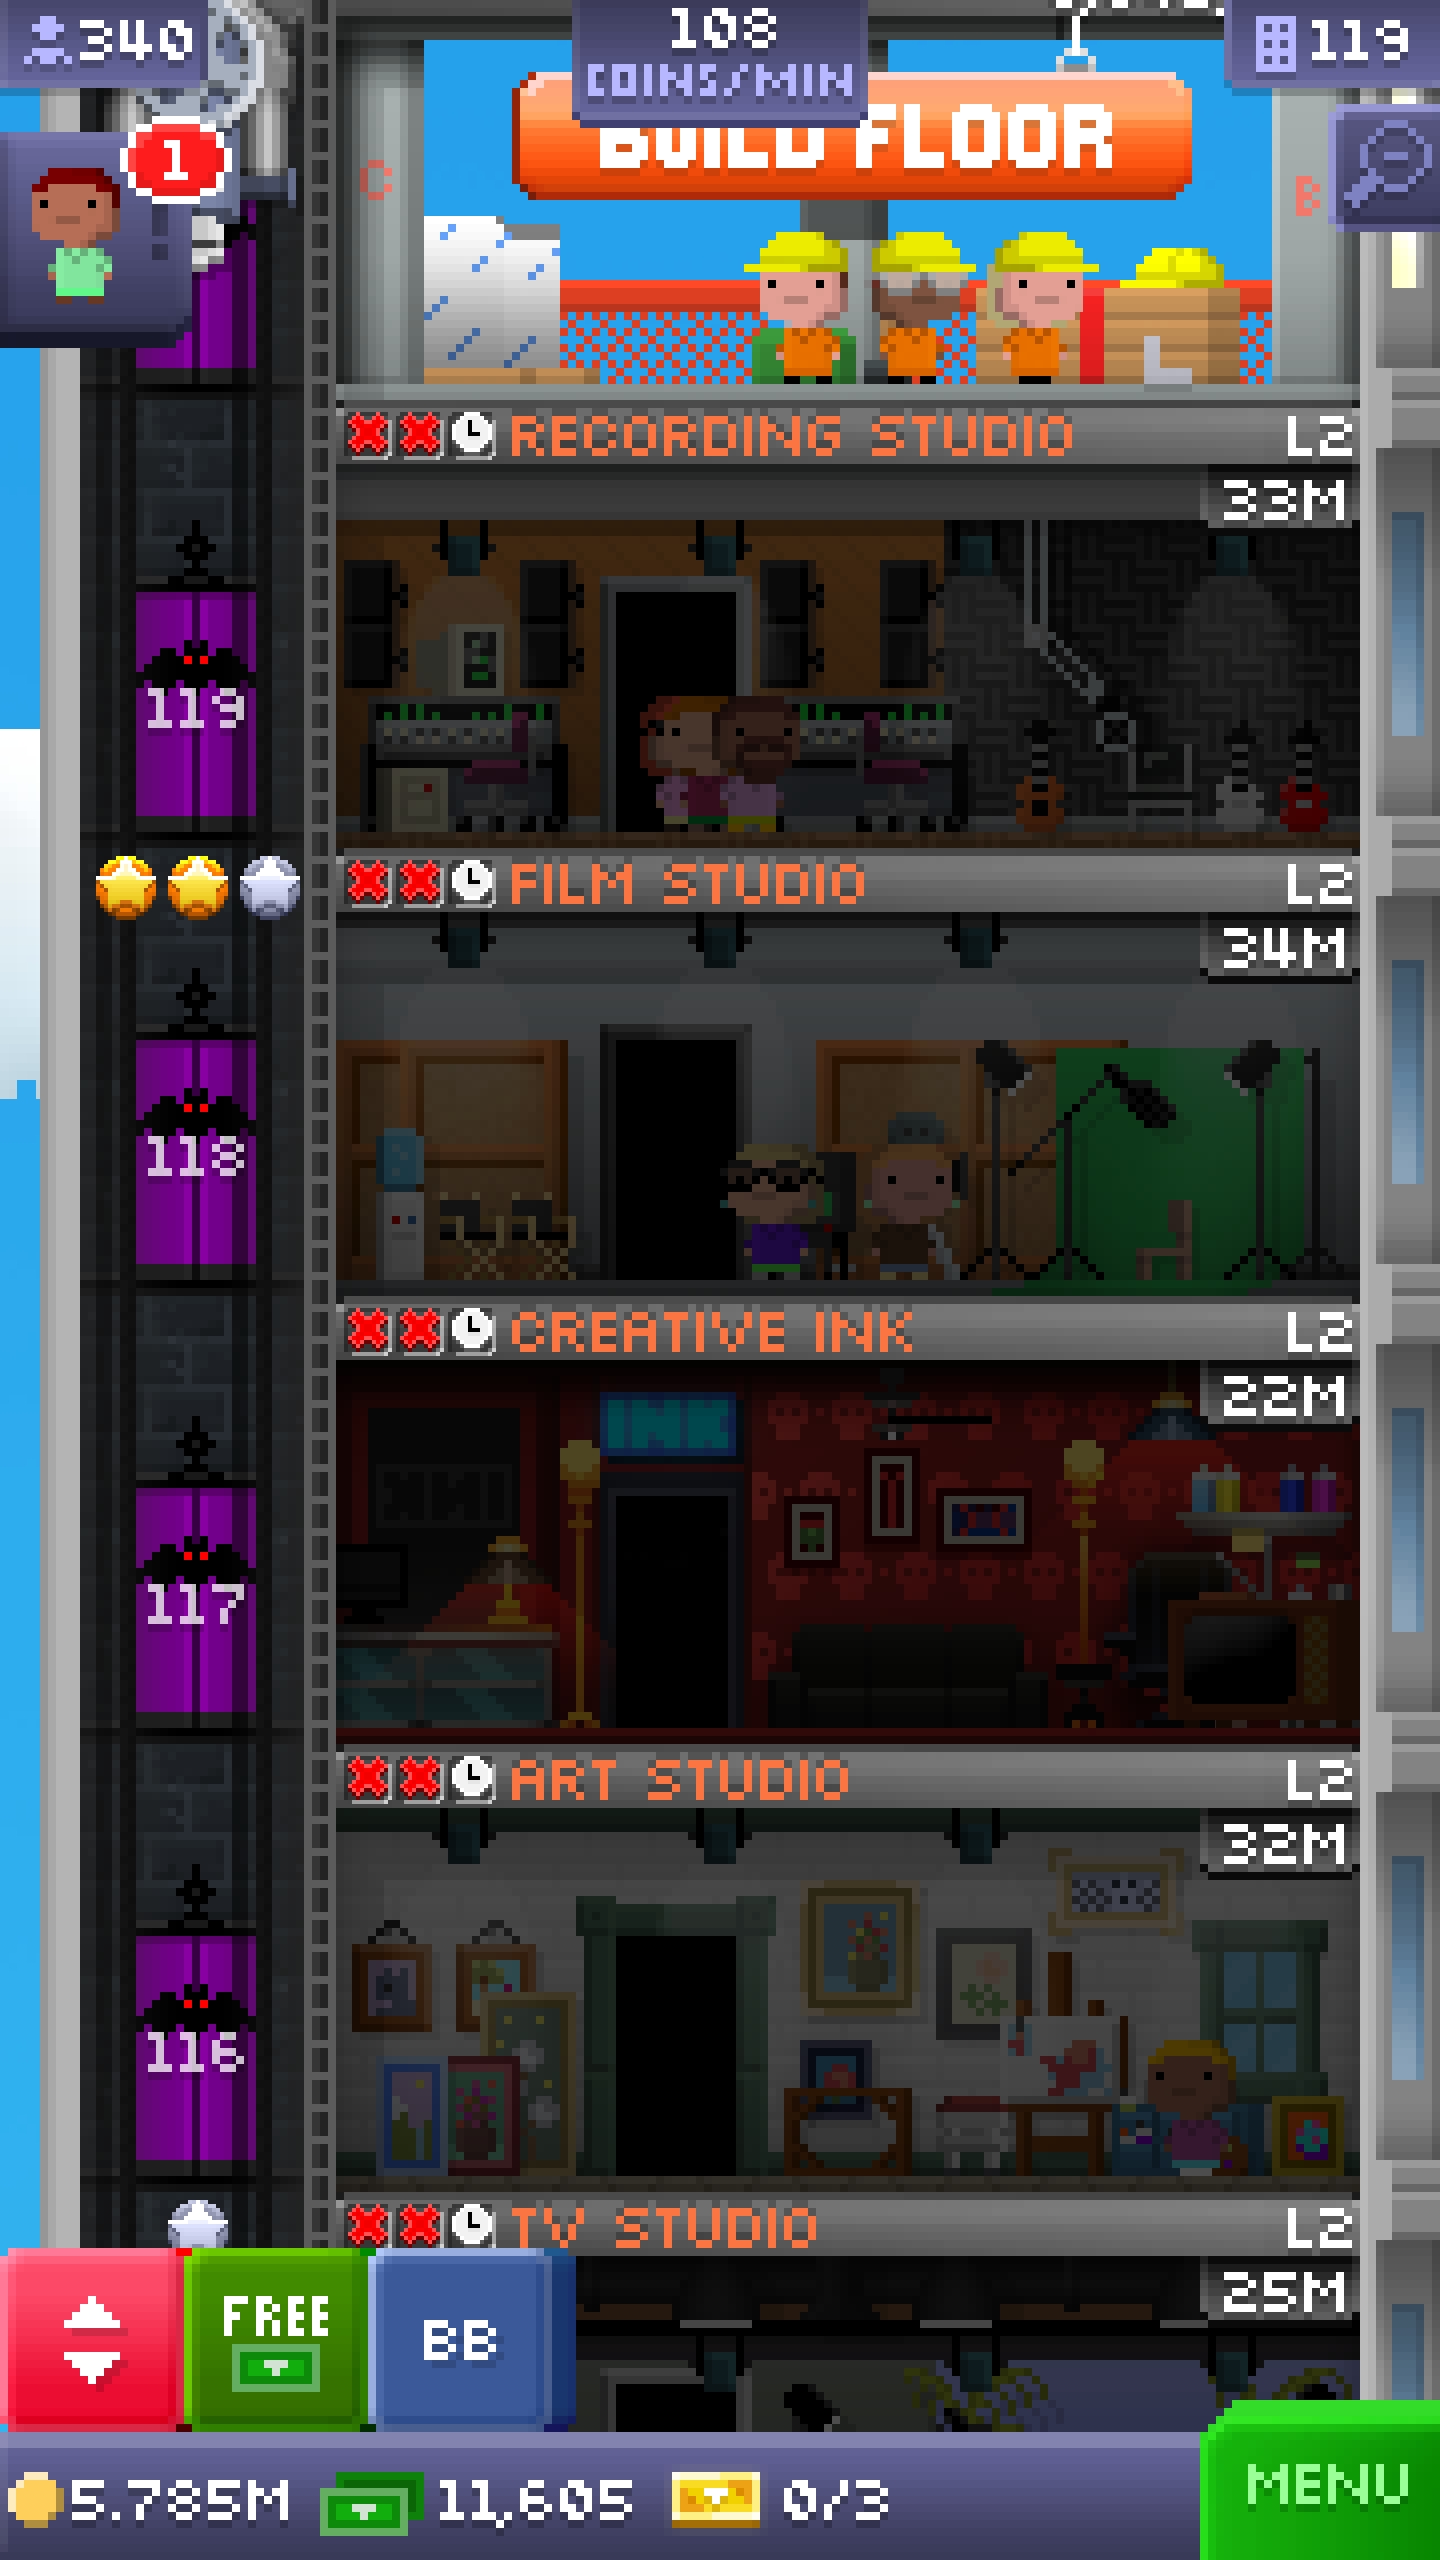 340
108
COINS/MIN
119
1
BUILD FLOOR
C
B
RECORDING STUDIO L2
33M
119
FILM STUDIO L2
34M
118
CREATIVE INK L2
22M
INK
117
ART STUDIO L2
32M
116
TV STUDIO L2
25M
FREE
BB
5.785M 11,605 0/3
MENU